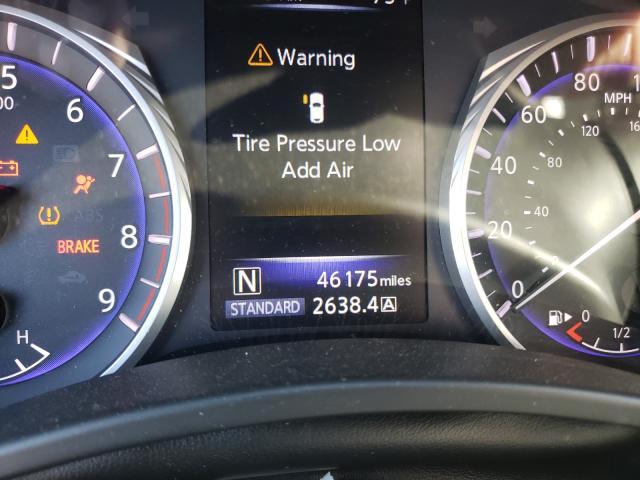 Warning
Tire Pressure Low
Add Air
N
46175 miles
STANDARD 2638.4 A
5
6
7
8
9
H
ABS
BRAKE
0
20
40
60
80
MPH
40
80
120
0
1/2